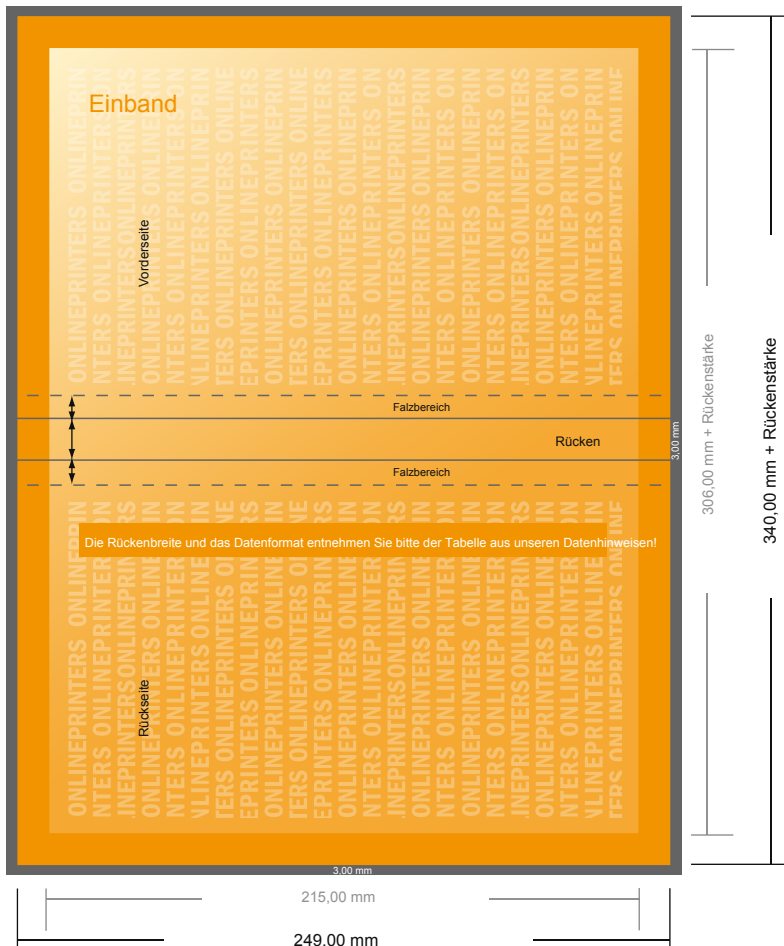 Einband
Vorderseite
Falzbereich
Rücken
Falzbereich
Die Rückenbreite und das Datenformat entnehmen Sie bitte der Tabelle aus unseren Datenhinweisen!
Rückseite
3,00 mm
3,00 mm
306,00 mm + Rückenstärke
340,00 mm + Rückenstärke
215,00 mm
249,00 mm